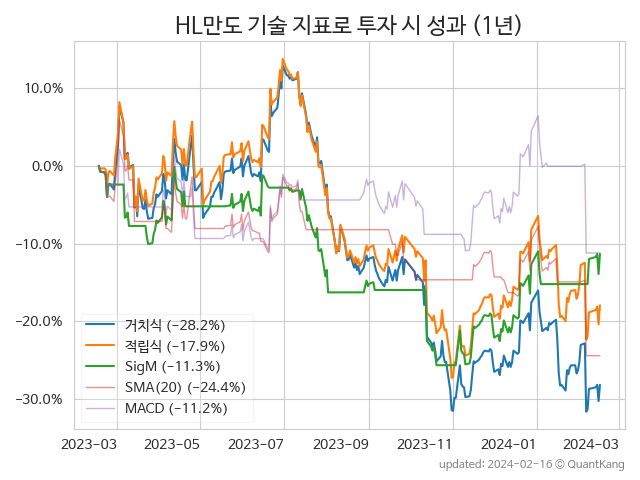 HL만도 기술 지표로 투자 시 성과 (1년)
10.0%
0.0%
−10.0%
−20.0%
−30.0%
거치식 (−28.2%)
적립식 (−17.9%)
SigM (−11.3%)
SMA(20) (−24.4%)
MACD (−11.2%)
2023-03 2023-05 2023-07 2023-09 2023-11 2024-01 2024-03
updated: 2024-02-16 © QuantKang